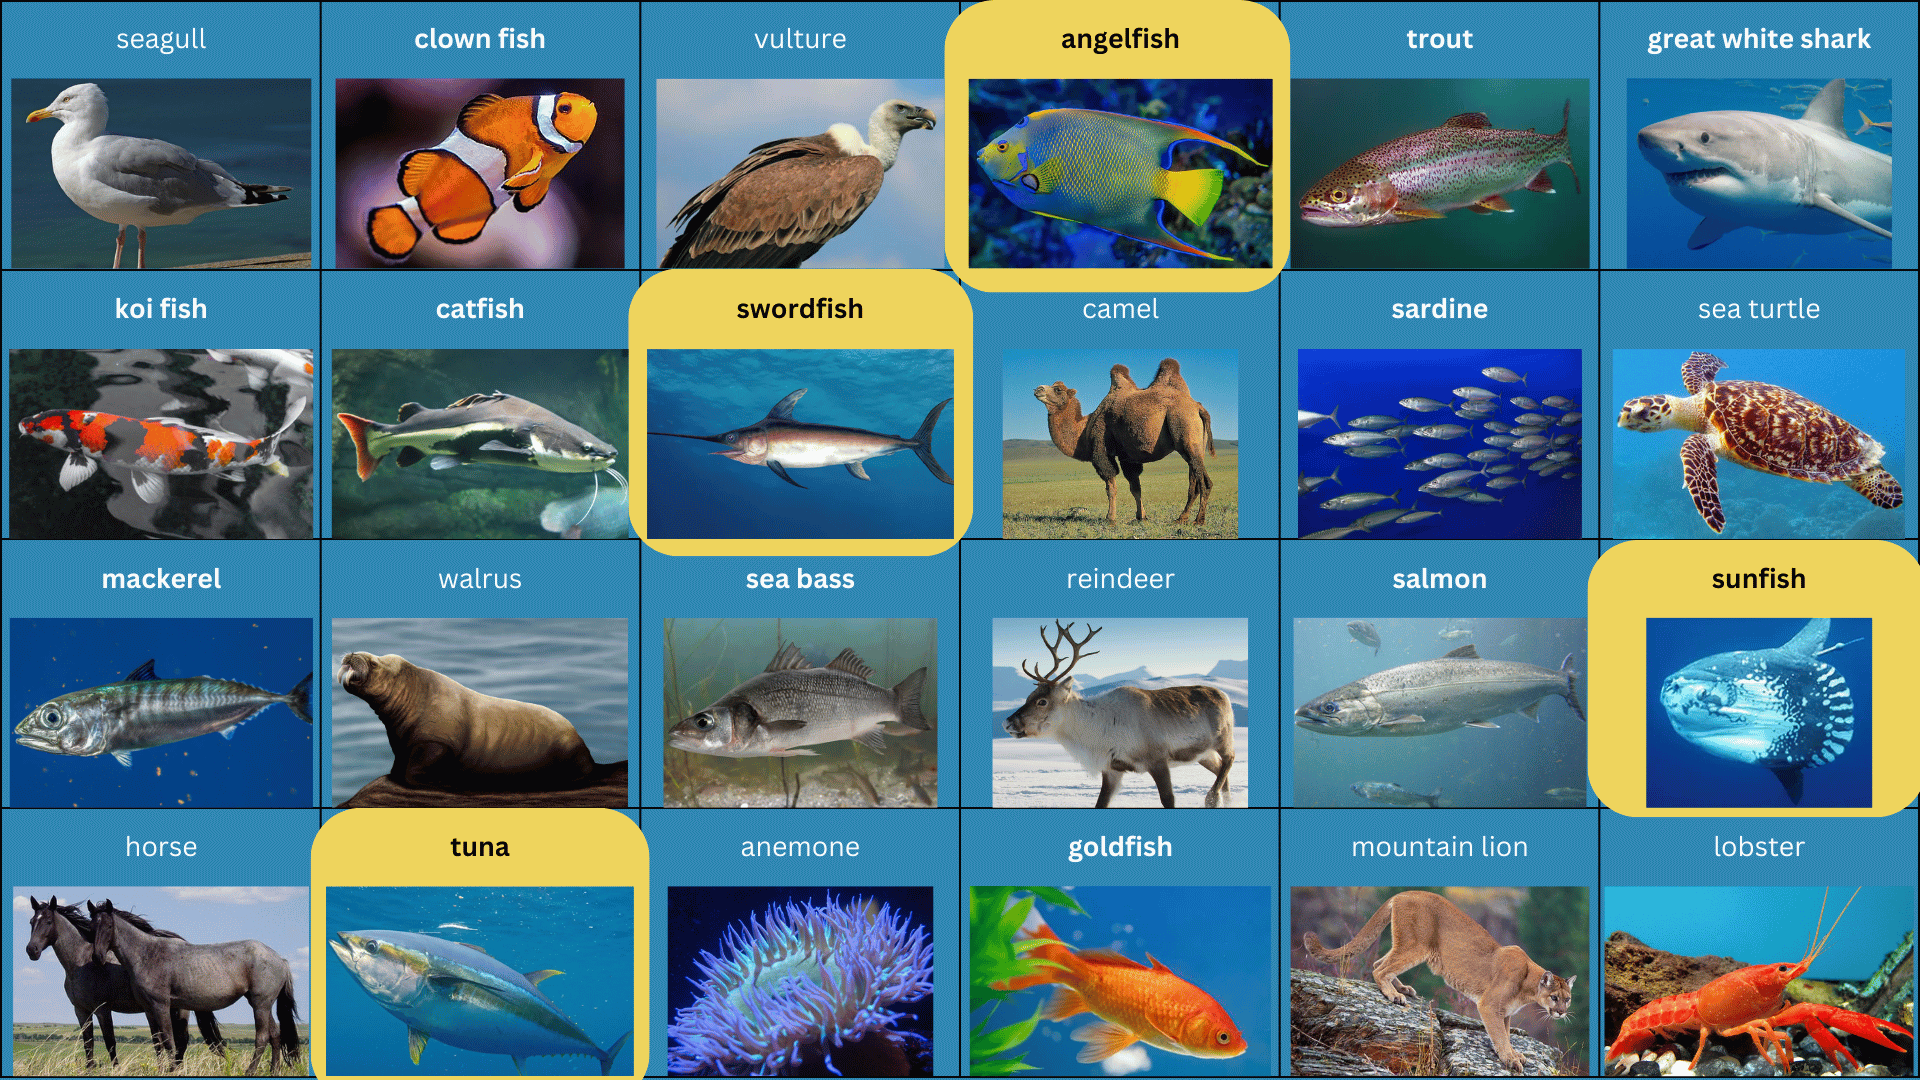 seagull
clown fish
vulture
angelfish
trout
great white shark
koi fish
catfish
swordfish
camel
sardine
sea turtle
mackerel
walrus
sea bass
reindeer
salmon
sunfish
horse
tuna
anemone
goldfish
mountain lion
lobster